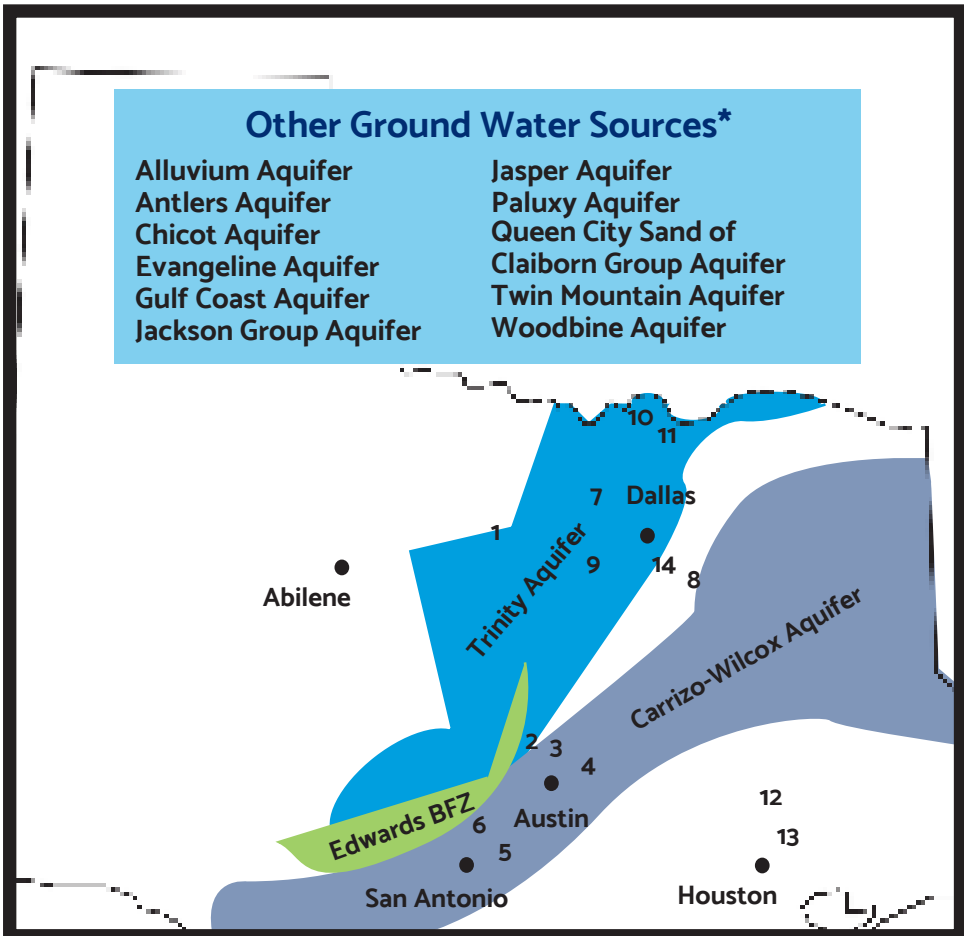 Other Ground Water Sources*
Alluvium Aquifer
Antlers Aquifer
Chicot Aquifer
Evangeline Aquifer
Gulf Coast Aquifer
Jackson Group Aquifer
Jasper Aquifer
Paluxy Aquifer
Queen City Sand of
Claiborn Group Aquifer
Twin Mountain Aquifer
Woodbine Aquifer
10
11
7
Dallas
1
9
14
8
Abilene
Trinity Aquifer
Carrizo-Wilcox Aquifer
2
3
4
12
Edwards BFZ
6
Austin
13
5
San Antonio
Houston